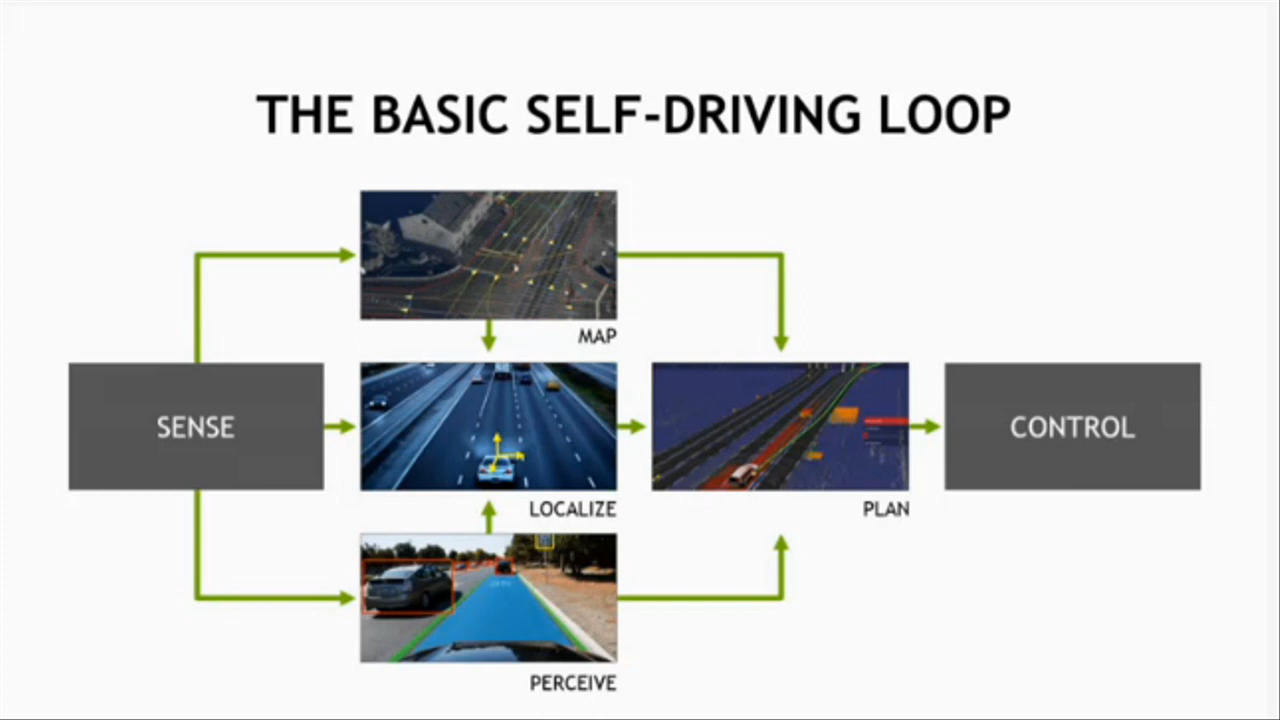 THE BASIC SELF-DRIVING LOOP
MAP
SENSE
CONTROL
LOCALIZE
PLAN
PERCEIVE